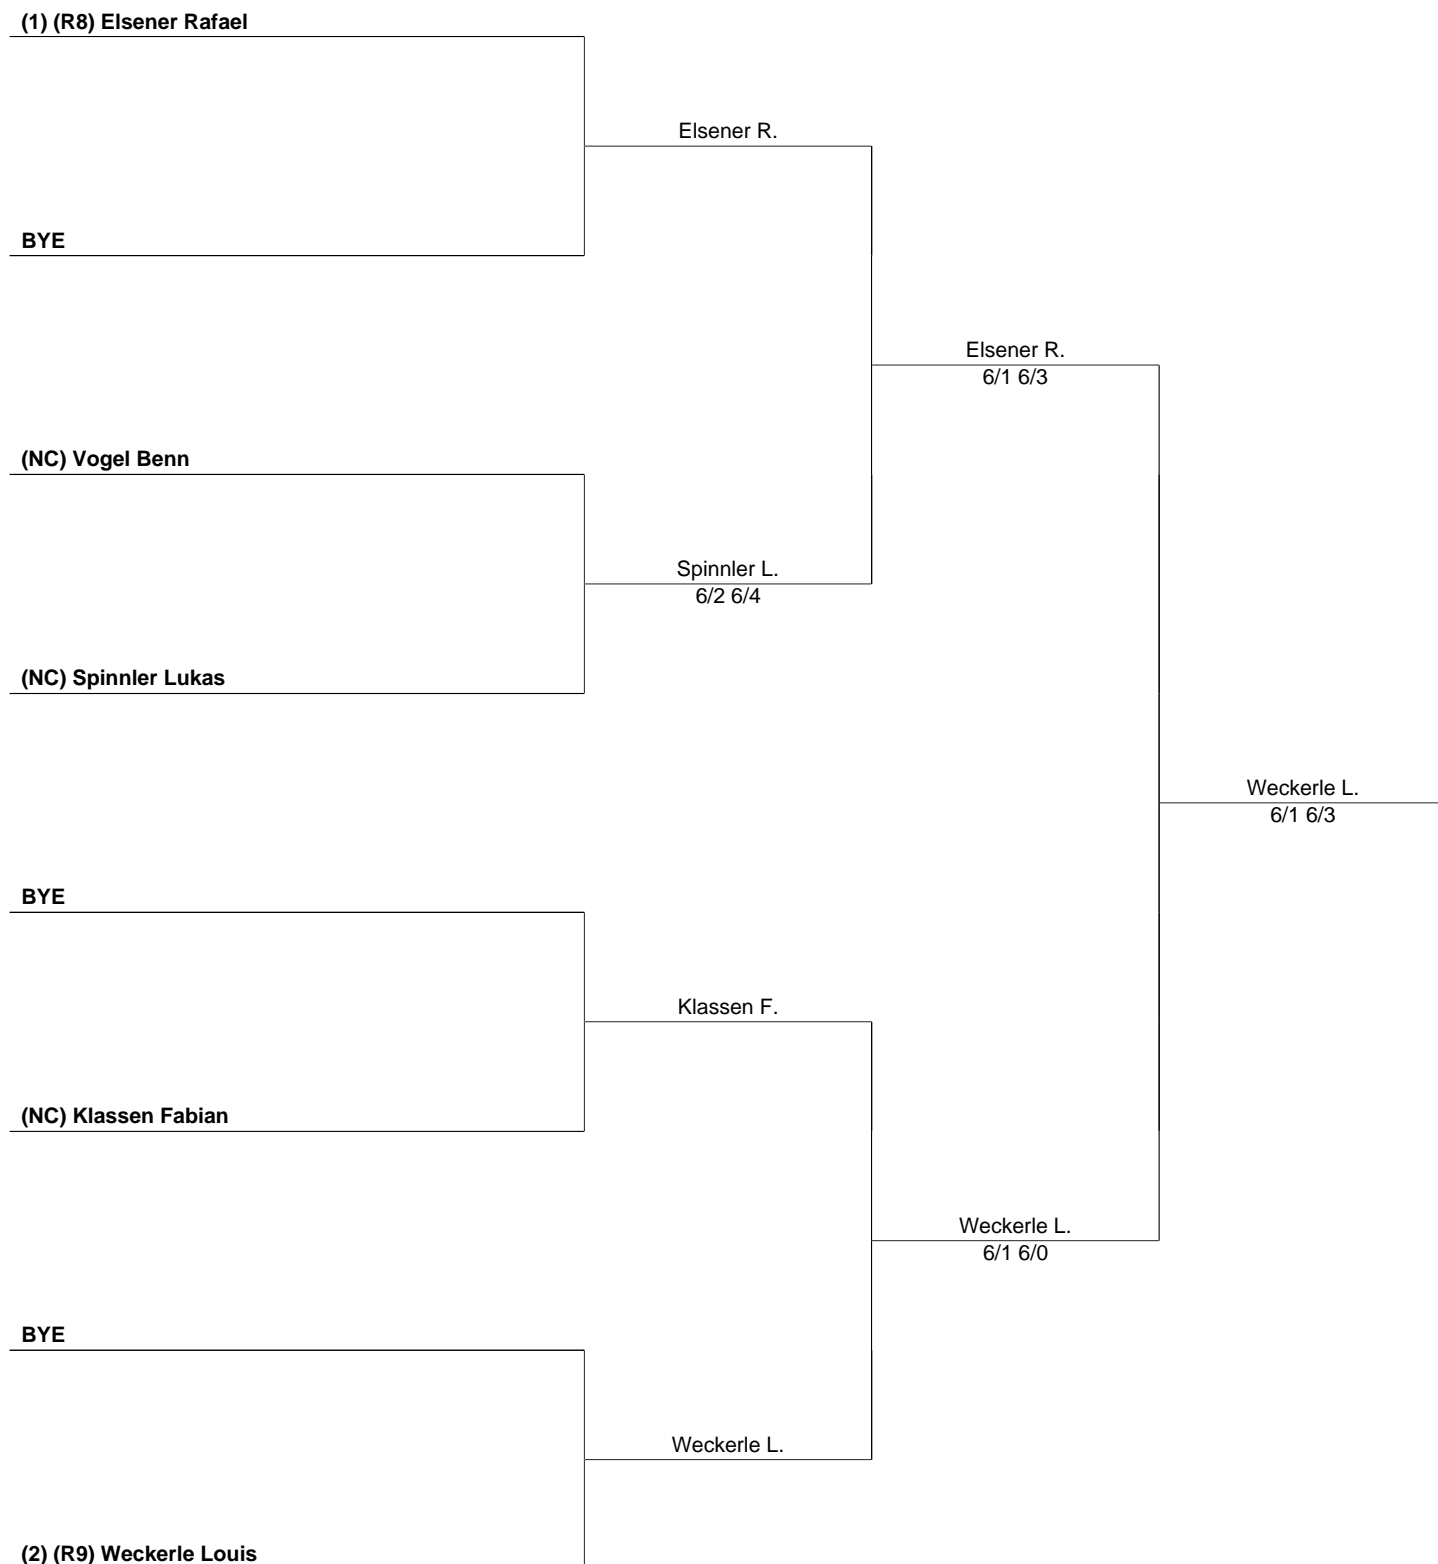 (1) (R8) Elsener Rafael
Elsener R.
BYE
Elsener R.
6/1 6/3
(NC) Vogel Benn
Spinnler L.
6/2 6/4
(NC) Spinnler Lukas
Weckerle L.
6/1 6/3
BYE
Klassen F.
(NC) Klassen Fabian
Weckerle L.
6/1 6/0
BYE
Weckerle L.
(2) (R9) Weckerle Louis